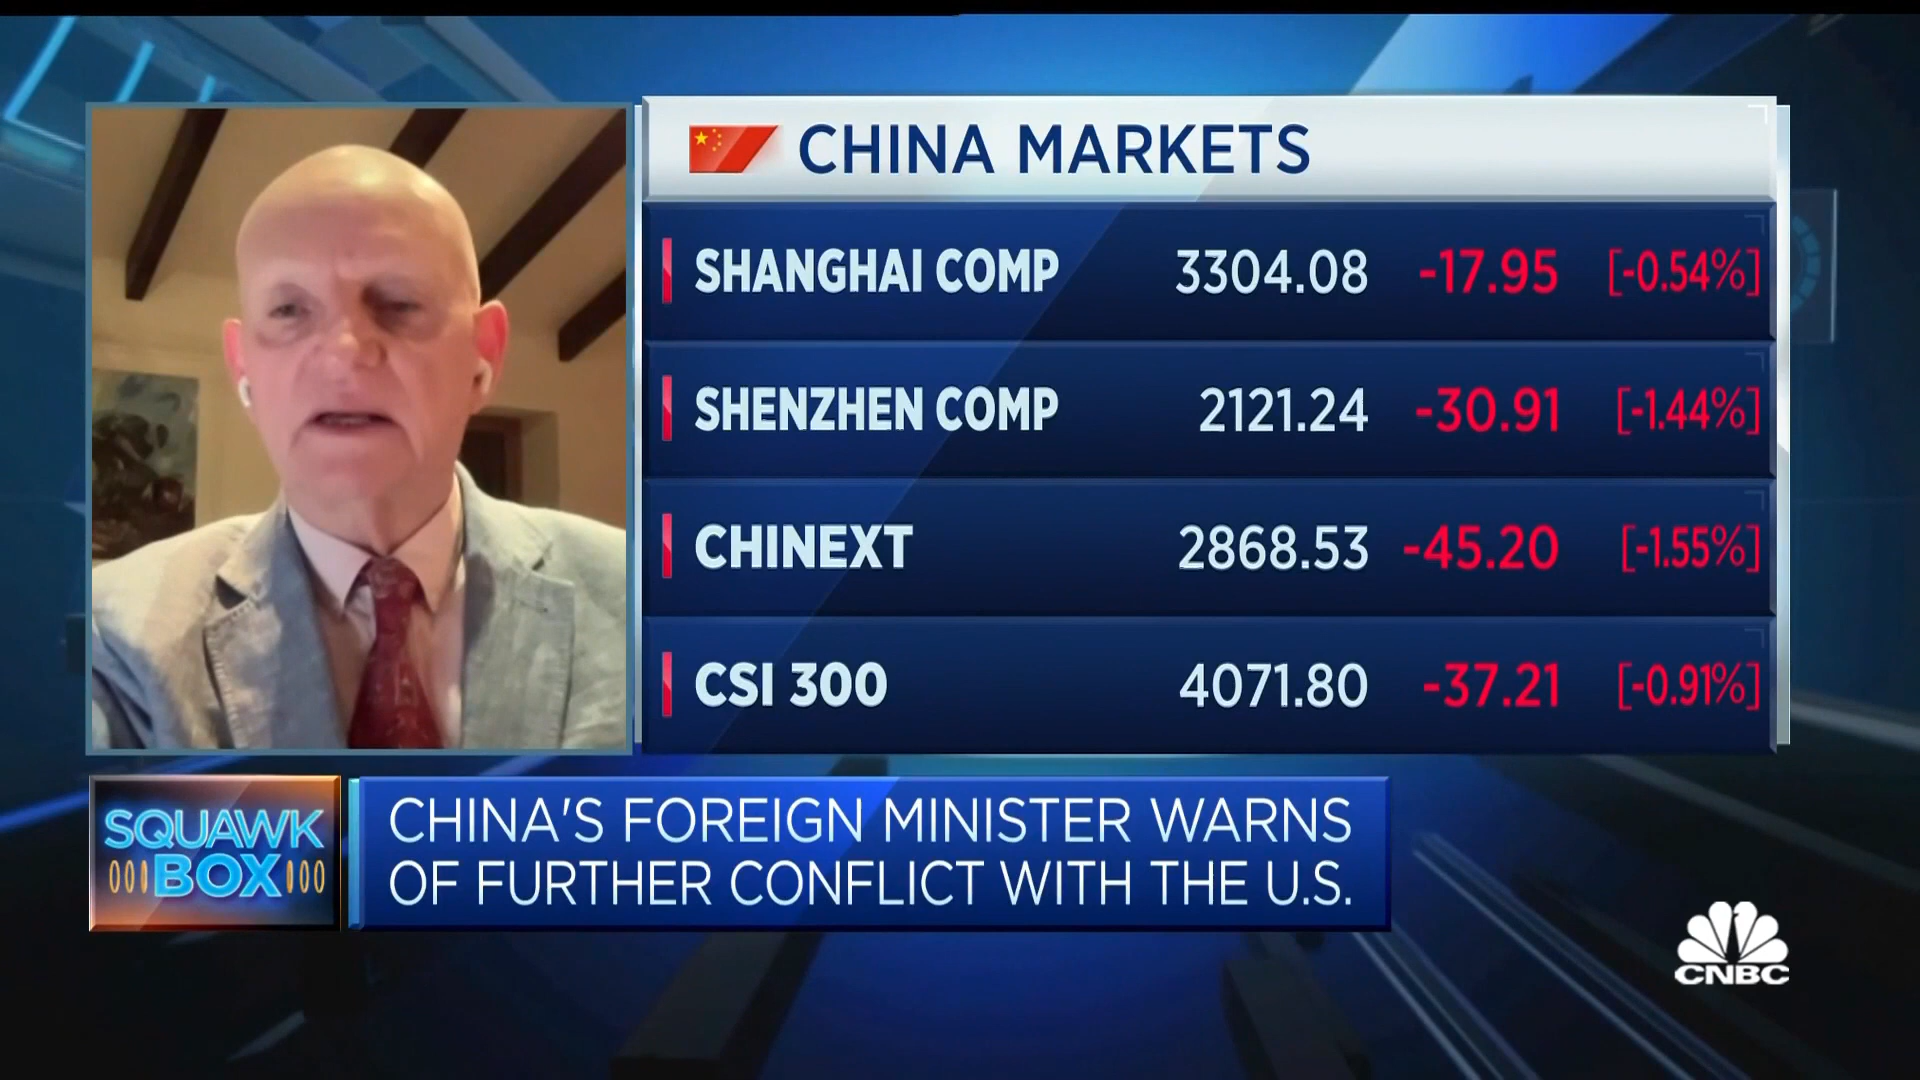 CHINA MARKETS
SHANGHAI COMP 3304.08 -17.95 [-0.54%]
SHENZHEN COMP 2121.24 -30.91 [-1.44%]
CHINEXT 2868.53 -45.20 [-1.55%]
CSI 300 4071.80 -37.21 [-0.91%]
SQUAWK
BOX
CHINA'S FOREIGN MINISTER WARNS
OF FURTHER CONFLICT WITH THE U.S.
CNBC